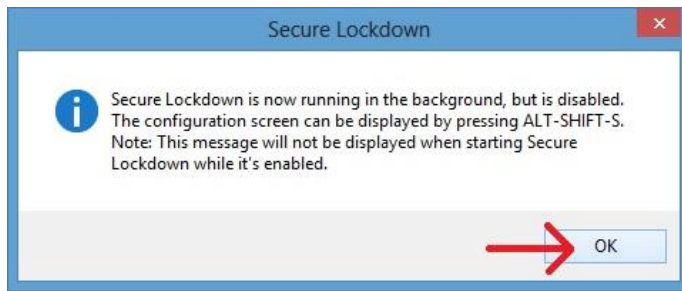 Secure Lockdown
Secure Lockdown is now running in the background, but is disabled.
The configuration screen can be displayed by pressing ALT-SHIFT-S.
Note: This message will not be displayed when starting Secure
Lockdown while it's enabled.
OK